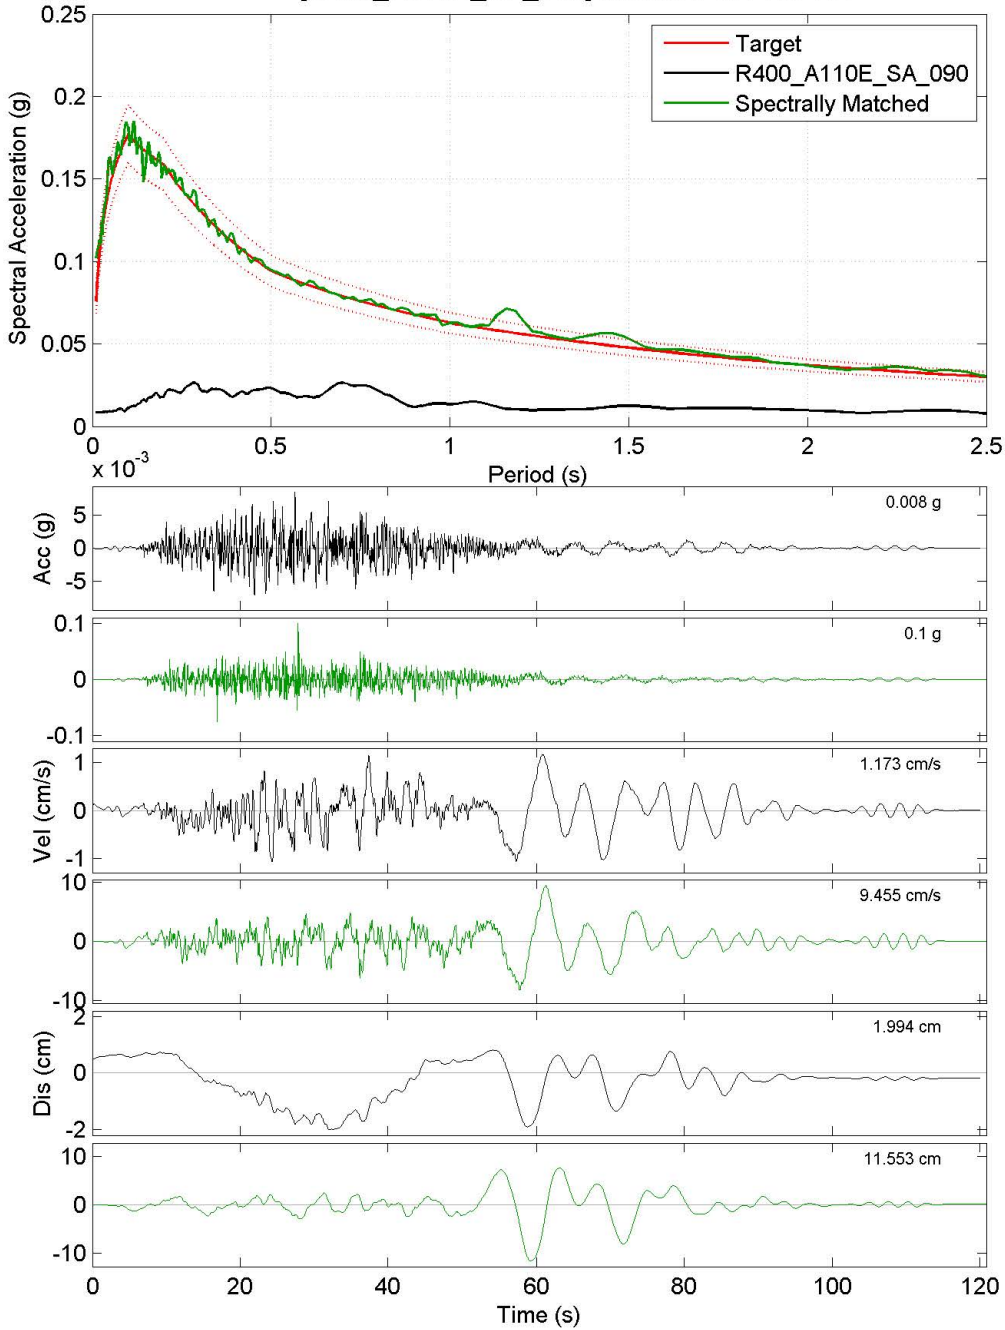 0.25
0.2
0.15
0.1
0.05
0
Spectral Acceleration (g)
Target
R400_A110E_SA_090
Spectrally Matched
0 0.5 1 1.5 2 2.5
Period (s)
x 10-3
5
0
-5
Acc (g)
0.008 g
0.1
0
-0.1
0.1 g
1
0
-1
Vel (cm/s)
1.173 cm/s
10
0
-10
9.455 cm/s
2
0
-2
Dis (cm)
1.994 cm
10
0
-10
11.553 cm
0 20 40 60 80 100 120
Time (s)